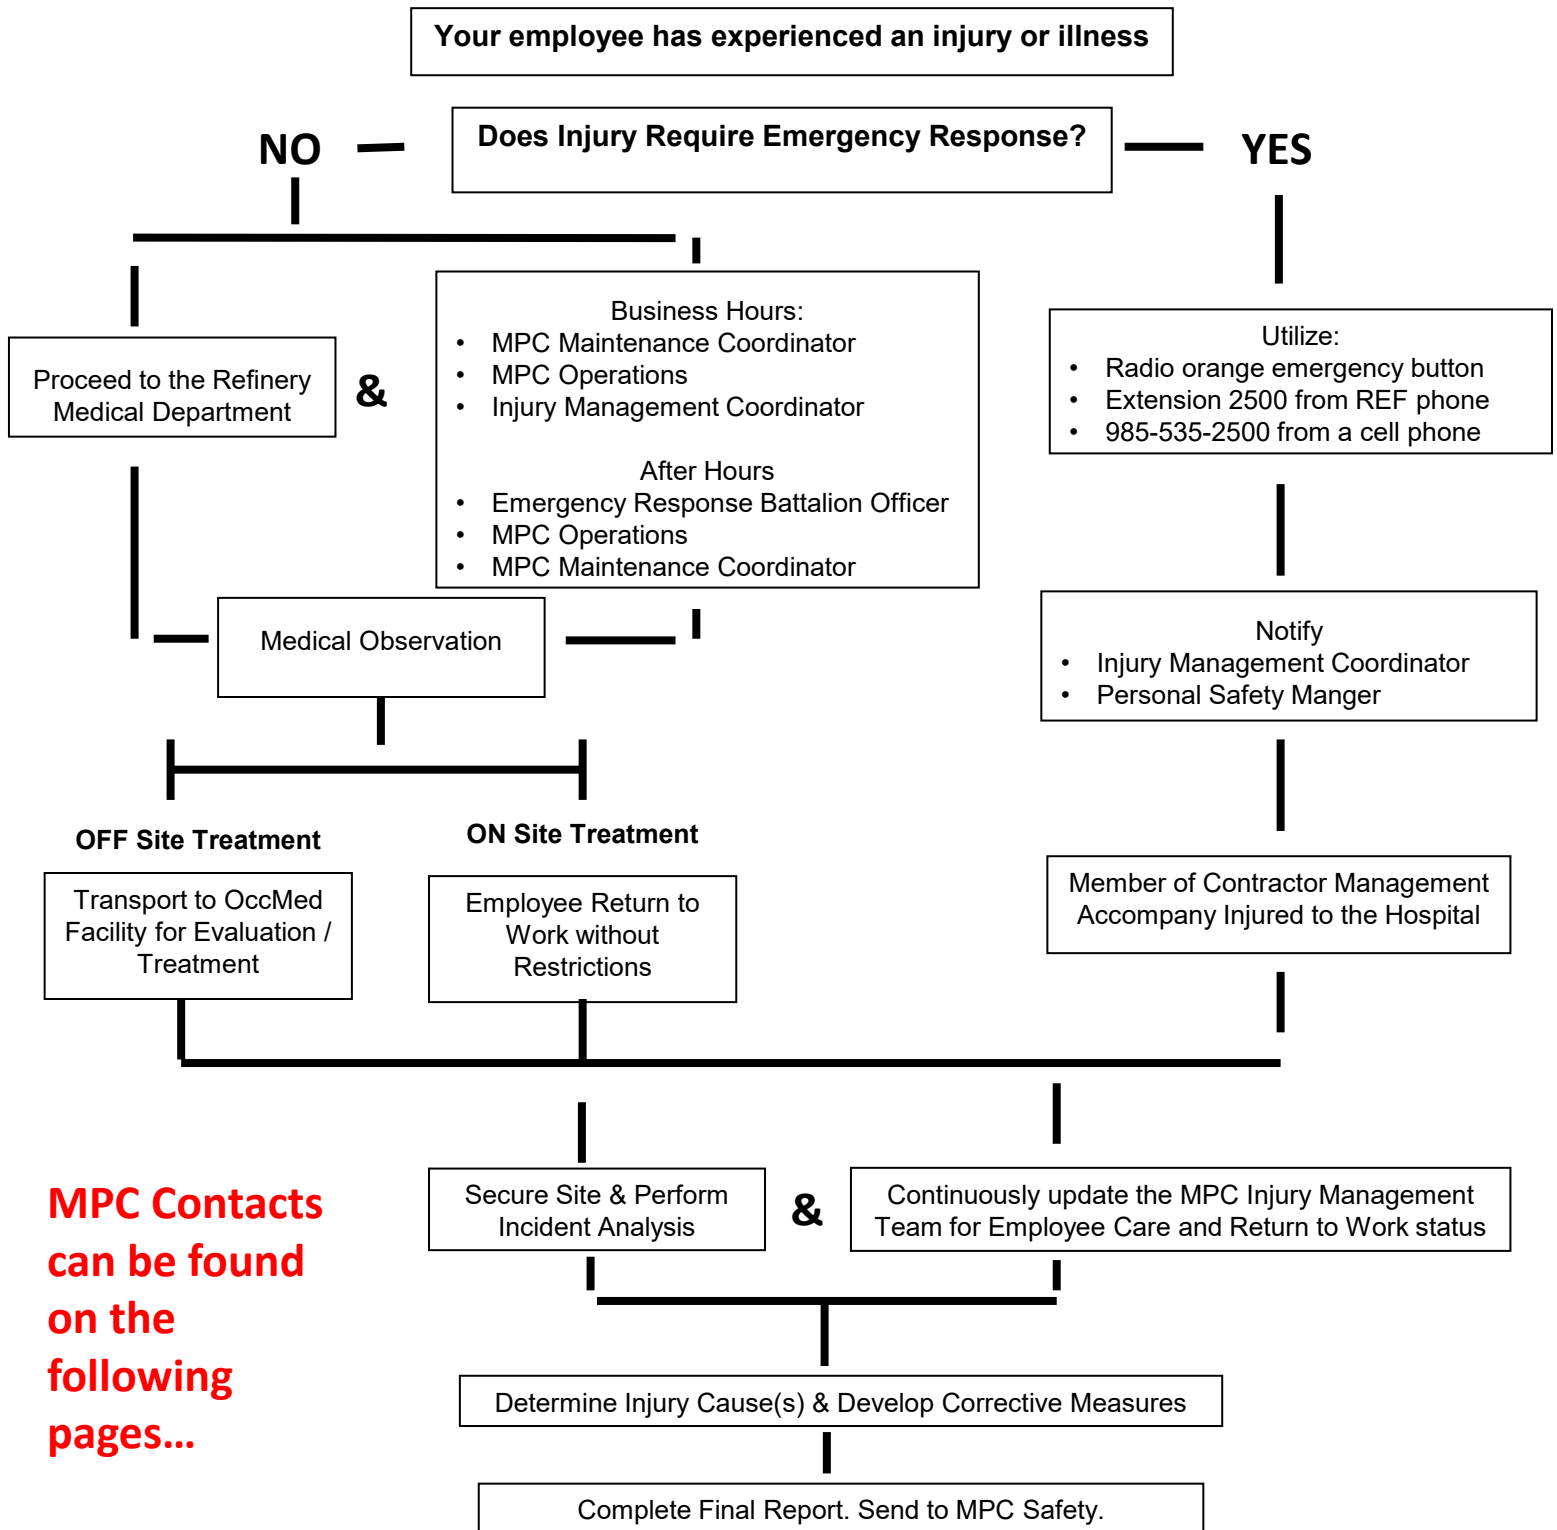 Your employee has experienced an injury or illness
Does Injury Require Emergency Response?
NO
YES
Proceed to the Refinery
Medical Department
&
Business Hours:
• MPC Maintenance Coordinator
• MPC Operations
• Injury Management Coordinator
After Hours
• Emergency Response Battalion Officer
• MPC Operations
• MPC Maintenance Coordinator
Utilize:
• Radio orange emergency button
• Extension 2500 from REF phone
• 985-535-2500 from a cell phone
Medical Observation
Notify
• Injury Management Coordinator
• Personal Safety Manger
OFF Site Treatment
Transport to OccMed
Facility for Evaluation /
Treatment
ON Site Treatment
Employee Return to
Work without
Restrictions
Member of Contractor Management
Accompany Injured to the Hospital
Secure Site & Perform
Incident Analysis
&
Continuously update the MPC Injury Management
Team for Employee Care and Return to Work status
MPC Contacts
can be found
on the
following
pages...
Determine Injury Cause(s) & Develop Corrective Measures
Complete Final Report. Send to MPC Safety.